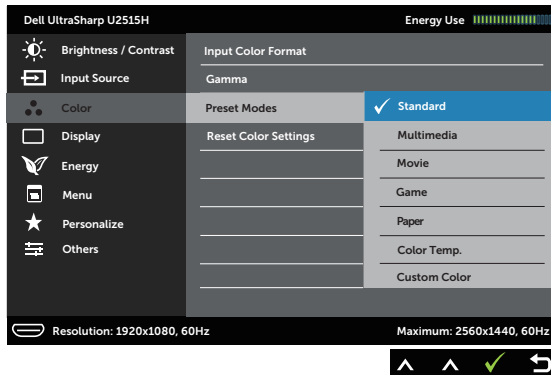 Dell UltraSharp U2515H
Energy Use
Brightness / Contrast
Input Source
Color
Display
Energy
Menu
Personalize
Others
Input Color Format
Gamma
Preset Modes
Reset Color Settings
Standard
Multimedia
Movie
Game
Paper
Color Temp.
Custom Color
Resolution: 1920x1080, 60Hz
Maximum: 2560x1440, 60Hz